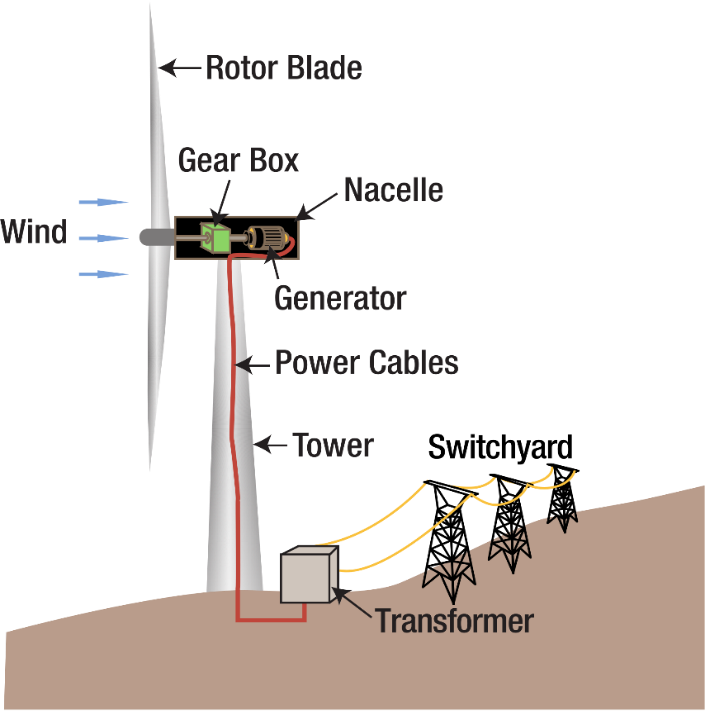 Rotor Blade
Gear Box
Nacelle
Wind
Generator
Power Cables
Tower
Switchyard
Transformer